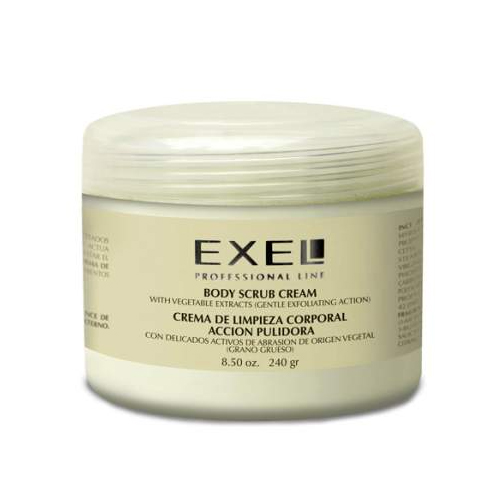 EXEL
PROFESSIONAL LINE
BODY SCRUB CREAM
WITH VEGETABLE EXTRACTS (GENTLE EXFOLIATING ACTION)
CREMA DE LIMPIEZA CORPORAL
ACCION PULIDORA
CON DELICADOS ACTIVOS DE ABRASION DE ORIGEN VEGETAL
(GRANO GRUESO)
8.50 oz. 240 gr